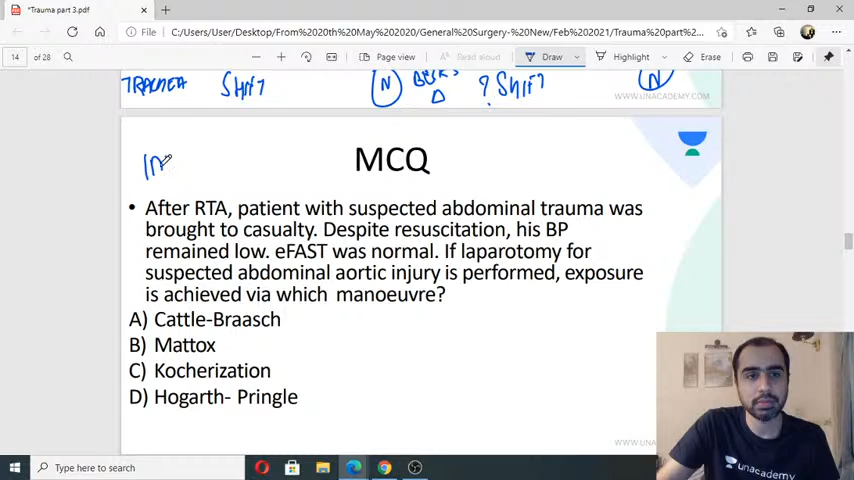 *Trauma part 3.pdf
File
C:/Users/User/Desktop/From%2020th%20May%202020/General%20Surgery-%20New/Feb%202021/Trauma%20part%...
14 of 28
Page view
Read aloud
Draw
Highlight
Erase
TRACHEA SHIFT N ? SHIFT N
WWW.UNACADEMY.COM
MCQ
• After RTA, patient with suspected abdominal trauma was
brought to casualty. Despite resuscitation, his BP
remained low. eFAST was normal. If laparotomy for
suspected abdominal aortic injury is performed, exposure
is achieved via which manoeuvre?
A) Cattle-Braasch
B) Mattox
C) Kocherization
D) Hogarth- Pringle
WWW.U
unacademy
Type here to search